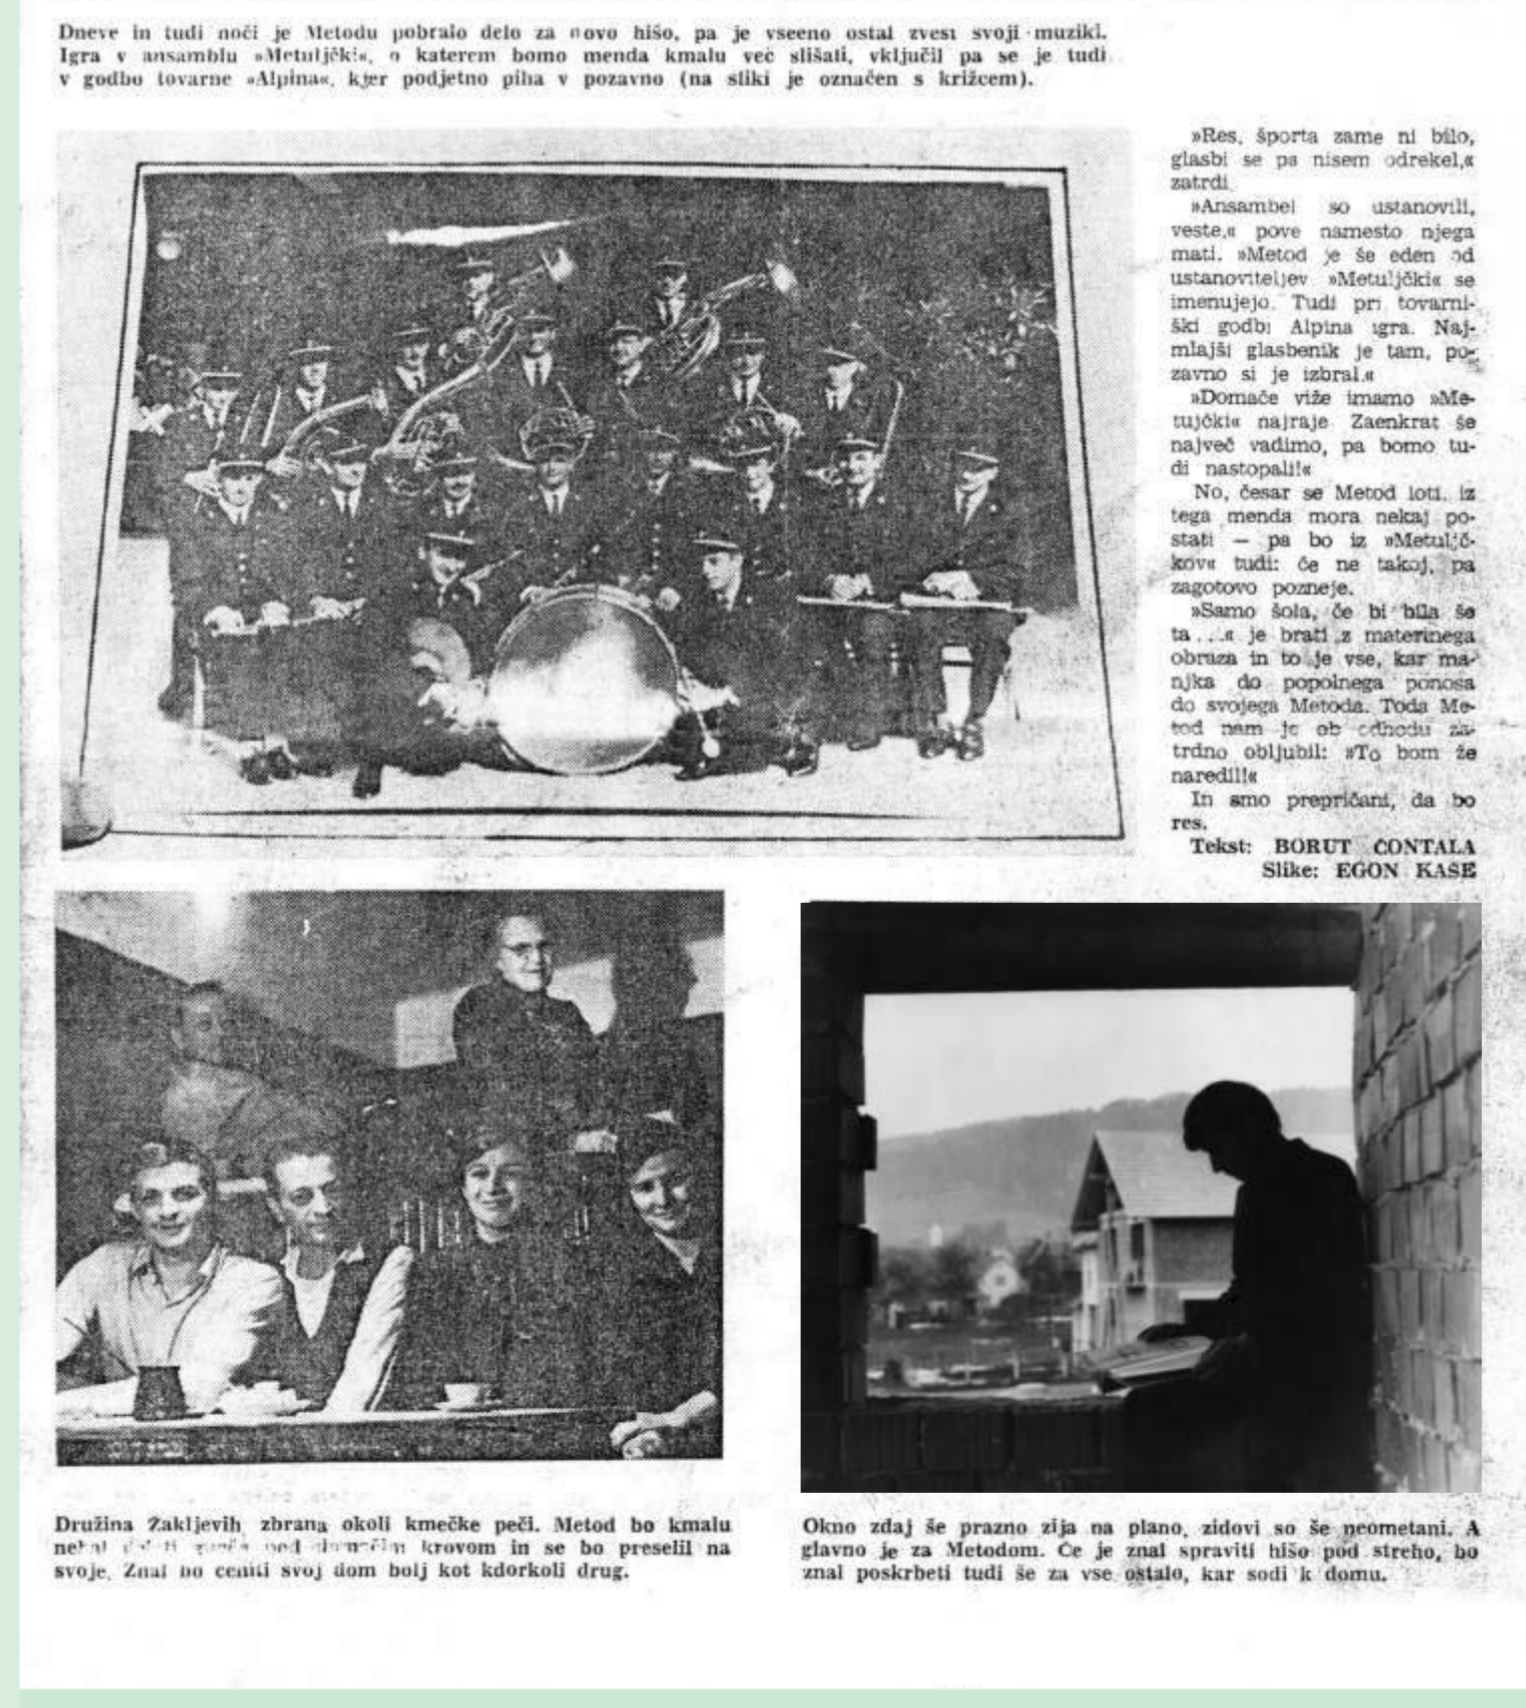 Dneve in tudi noči je Metodu pobralo delo za novo hišo, pa je vseeno ostal zvest svoji muziki.
Igra v ansamblu »Metuljčki«, o katerem bomo menda kmalu več slišali, vključil pa se je tudi
v godbo tovarne »Alpina«, kjer podjetno piha v pozavno (na sliki je označen s križcem).
»Res, športa zame ni bilo,
glasbi se pa nisem odrekel,«
zatrdi.
»Ansambel so ustanovili,
veste,« pove namesto njega
mati. »Metod je še eden od
ustanoviteljev »Metuljčki« se
imenujejo. Tudi pri tovarni-
ški godbi Alpina igra. Naj-
mlajši glasbenik je tam, po-
zavno si je izbral.«
»Domače viže imamo »Me-
tujčki« najraje Zaenkrat še
največ vadimo, pa bomo tu-
di nastopali!«
No, česar se Metod loti, iz
tega menda mora nekaj po-
stati — pa bo iz »Metuljč-
kov« tudi: če ne takoj, pa
zagotovo pozneje.
»Samo šola, če bi bila še
ta...« je brati z materinega
obraza in to je vse, kar ma-
njka do popolnega ponosa
do svojega Metoda. Toda Me-
tod nam je ob odhodu za-
trdno obljubil: »To bom že
naredil!«
In smo prepričani, da bo
res.
Tekst: BORUT CONTALA
Slike: EGON KASE
Družina Žakljevih zbrana okoli kmečke peči. Metod bo kmalu
krovom in se bo preselil na
svoje. Znal bo ceniti svoj dom bolj kot kdorkoli drug.
Okno zdaj še prazno zija na plano, zidovi so še neometani. A
glavno je za Metodom. Če je znal spraviti hišo pod streho, bo
znal poskrbeti tudi še za vse ostalo, kar sodi k domu.